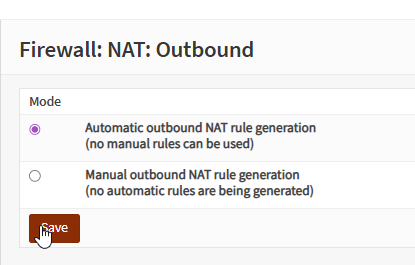 Firewall: NAT: Outbound
Mode
Automatic outbound NAT rule generation
(no manual rules can be used)
Manual outbound NAT rule generation
(no automatic rules are being generated)
Save